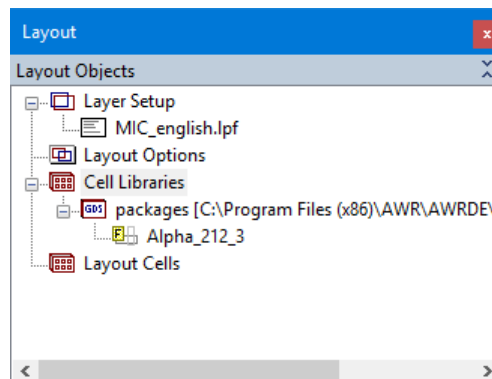 Layout
x
Layout Objects
Layer Setup
MIC_english.lpf
Layout Options
Cell Libraries
GDS packages [C:\Program Files (x86)\AWR\AWRDE\
F Alpha_212_3
Layout Cells